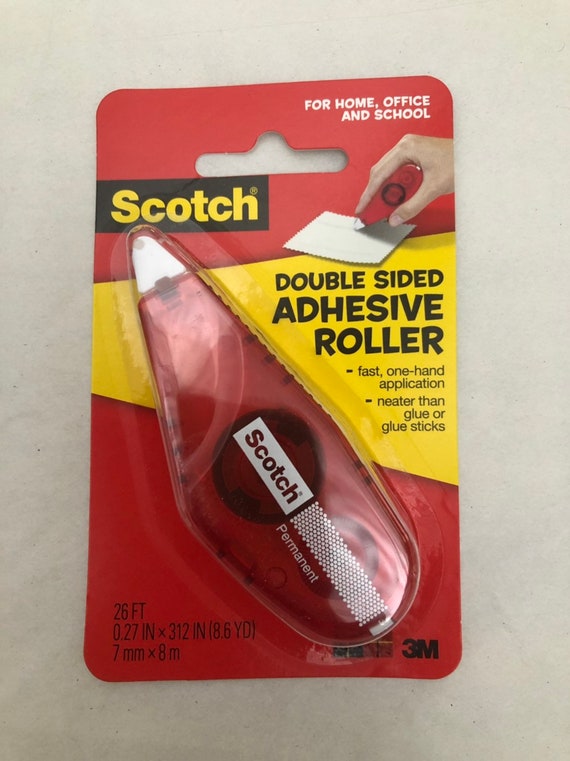 FOR HOME, OFFICE
AND SCHOOL
Scotch®
DOUBLE SIDED
ADHESIVE
ROLLER
- fast, one-hand
application
- neater than
glue or
glue sticks
Scotch®
Permanent
26 FT
0.27 IN × 312 IN (8.6 YD)
7 mm × 8 m
3M